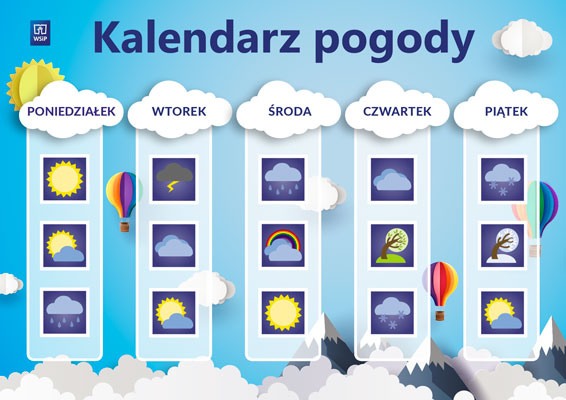 WSiP
Kalendarz pogody
PONIEDZIAŁEK
WTOREK
ŚRODA
CZWARTEK
PIĄTEK